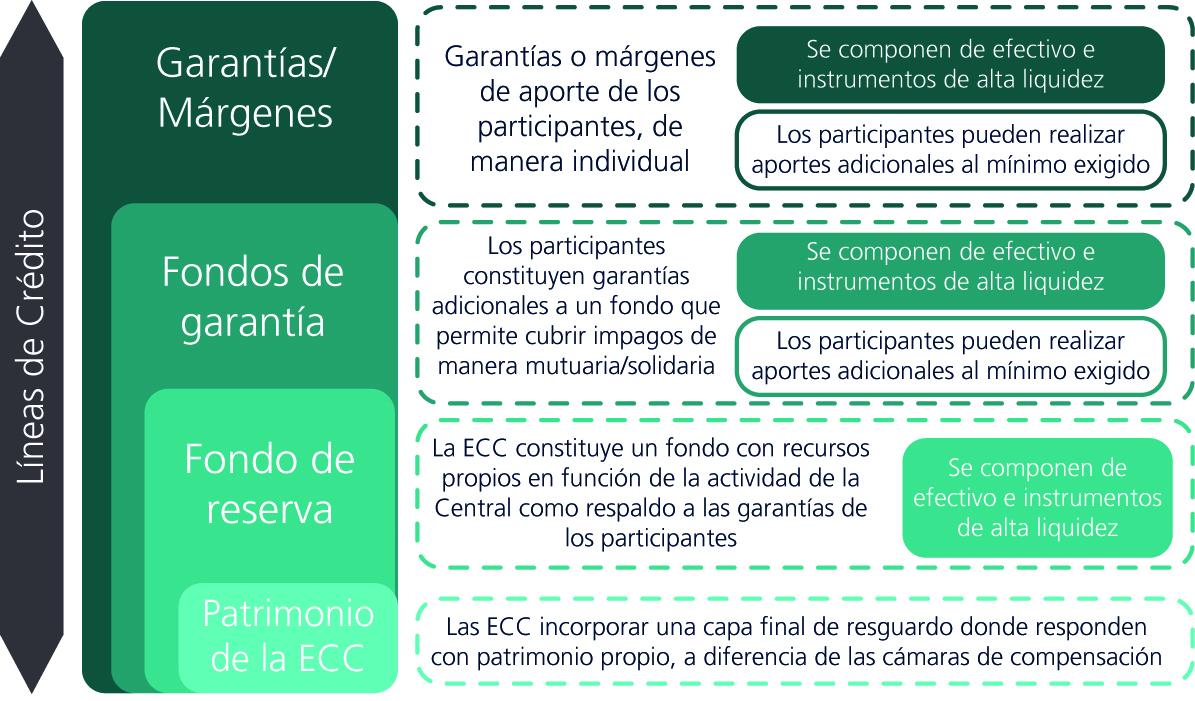 Líneas de Crédito
Garantías/
Márgenes
Garantías o márgenes
de aporte de los
participantes, de
manera individual
Se componen de efectivo e
instrumentos de alta liquidez
Los participantes pueden realizar
aportes adicionales al mínimo exigido
Fondos de
garantía
Los participantes
constituyen garantías
adicionales a un fondo que
permite cubrir impagos de
manera mutuaria/solidaria
Se componen de efectivo e
instrumentos de alta liquidez
Los participantes pueden realizar
aportes adicionales al mínimo exigido
Fondo de
reserva
La ECC constituye un fondo con recursos
propios en función de la actividad de la
Central como respaldo a las garantías de
los participantes
Se componen de
efectivo e instrumentos
de alta liquidez
Patrimonio
de la ECC
Las ECC incorporar una capa final de resguardo donde responden
con patrimonio propio, a diferencia de las cámaras de compensación